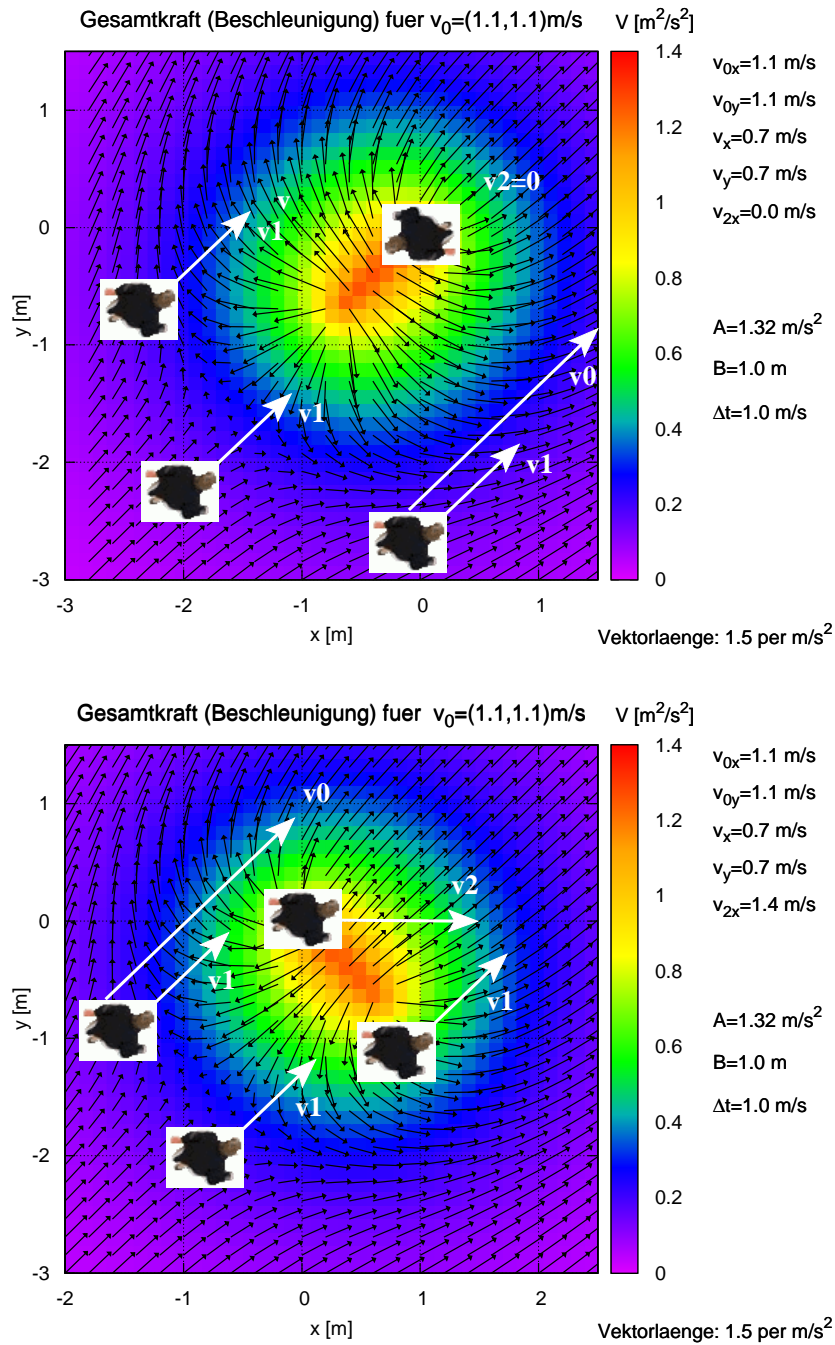 Gesamtkraft (Beschleunigung) fuer v0=(1.1,1.1)m/s
V [m2/s2]
1.4
1.2
1
0.8
0.6
0.4
0.2
0
v0x=1.1 m/s
v0y=1.1 m/s
vx=0.7 m/s
vy=0.7 m/s
v2x=0.0 m/s
A=1.32 m/s2
B=1.0 m
Δt=1.0 m/s
y [m]
1
0
-1
-2
-3
v2=0
v
v1
v0
v1
v1
-3
-2
-1
0
1
x [m]
Vektorlaenge: 1.5 per m/s2
Gesamtkraft (Beschleunigung) fuer v0=(1.1,1.1)m/s
V [m2/s2]
1.4
1.2
1
0.8
0.6
0.4
0.2
0
v0x=1.1 m/s
v0y=1.1 m/s
vx=0.7 m/s
vy=0.7 m/s
v2x=1.4 m/s
A=1.32 m/s2
B=1.0 m
Δt=1.0 m/s
y [m]
1
0
-1
-2
-3
v0
v2
v1
v1
v1
-2
-1
0
1
2
x [m]
Vektorlaenge: 1.5 per m/s2